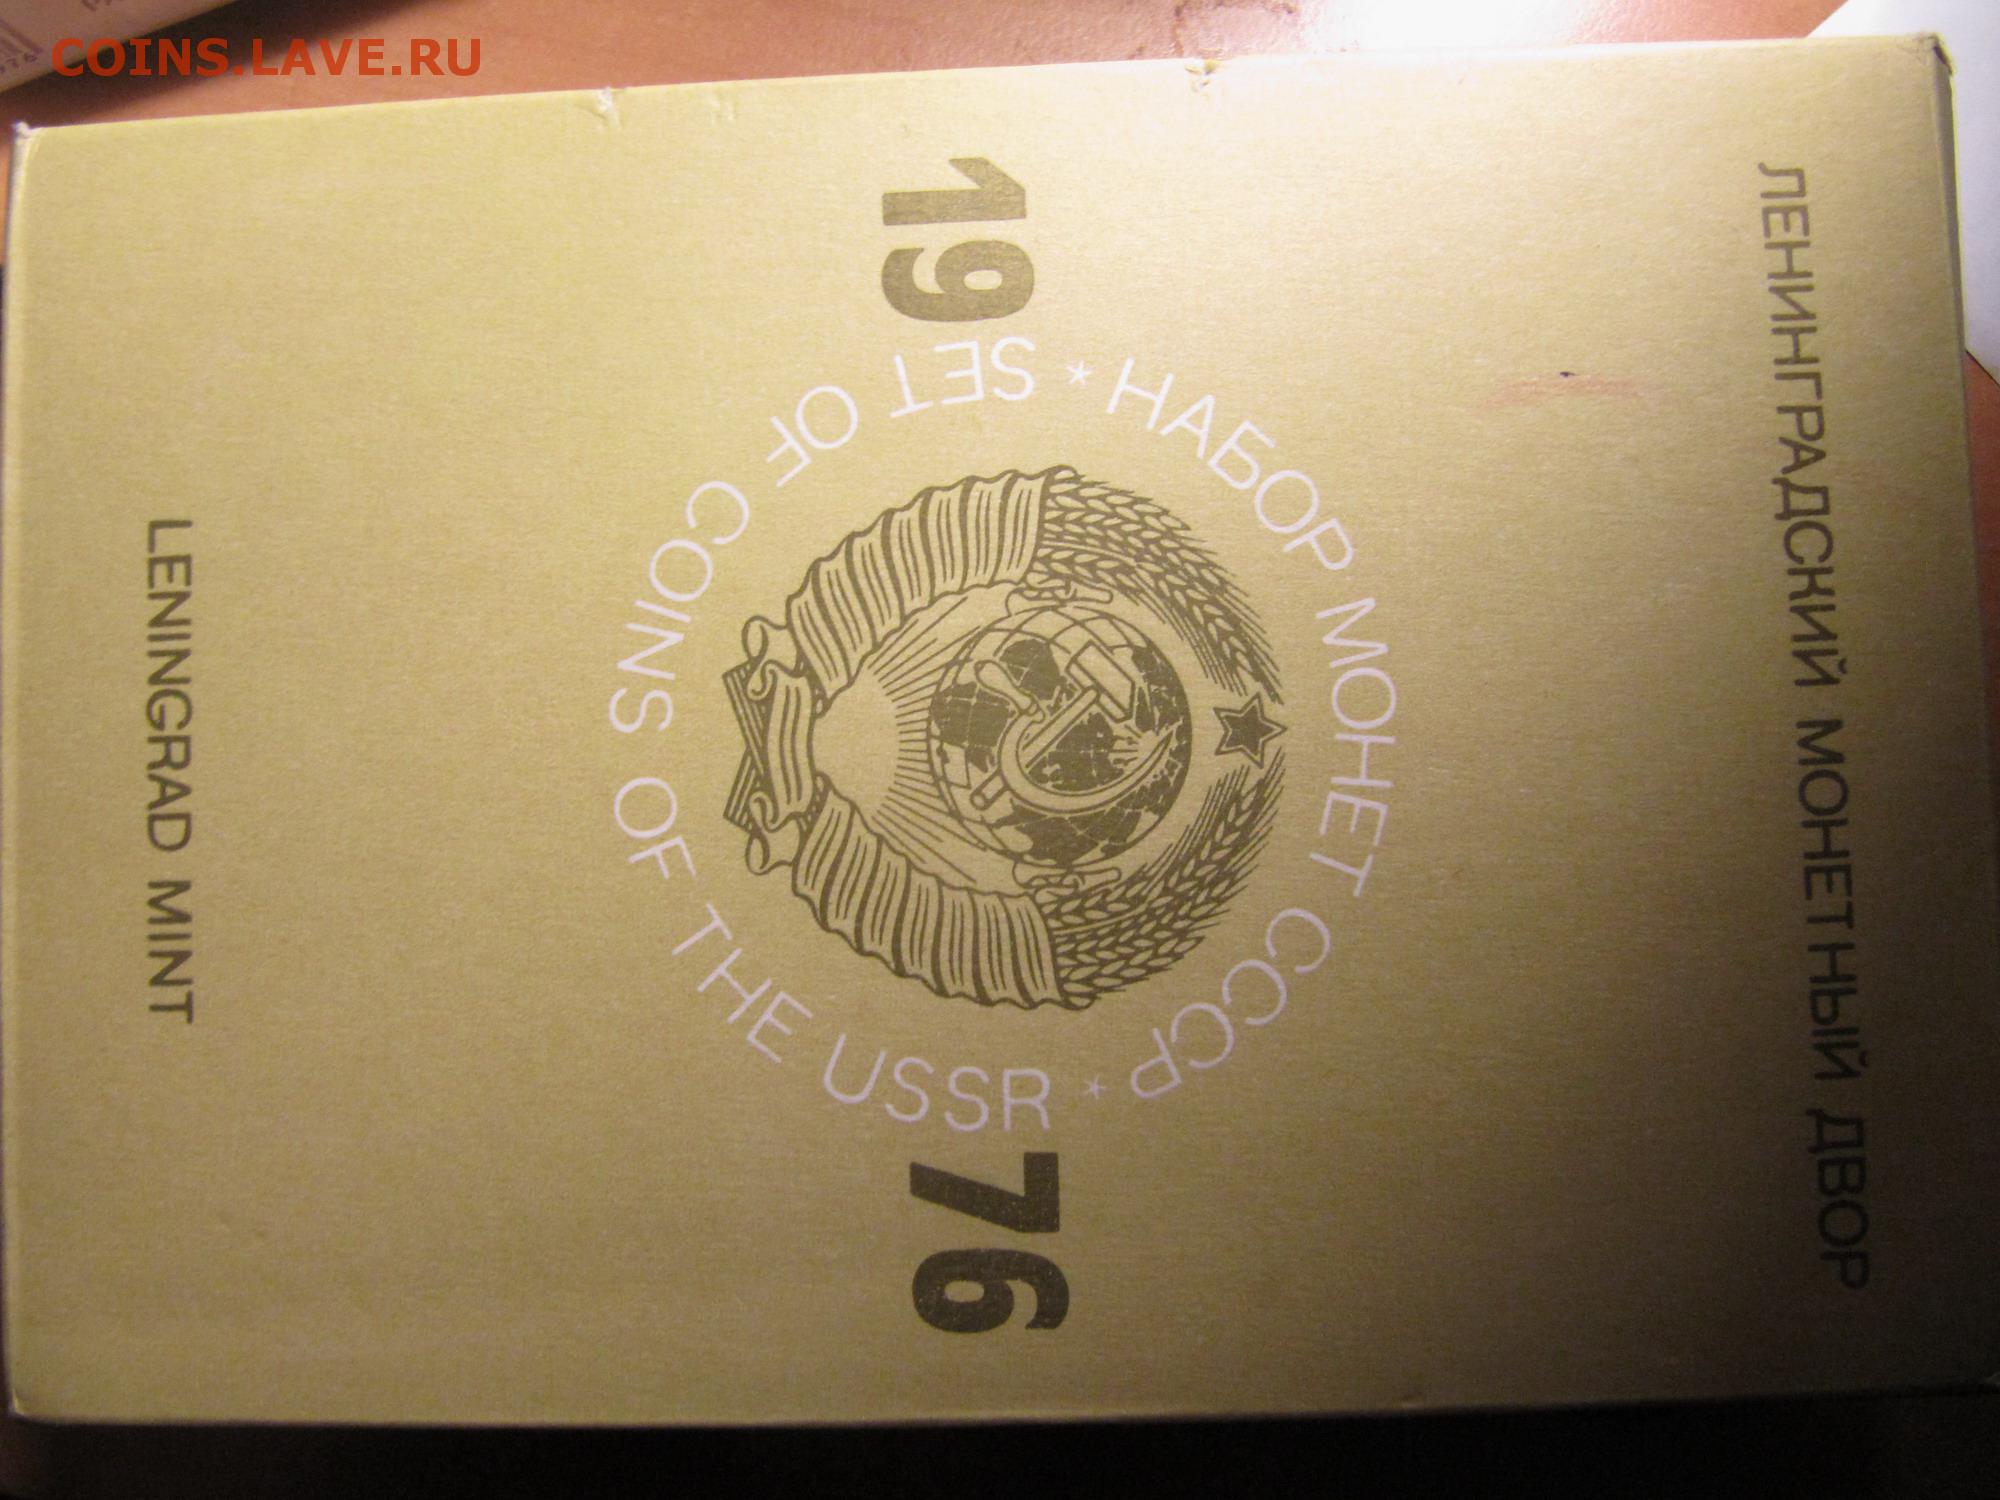 COINS.LAVE.RU
ЛЕНИНГРАДСКИЙ МОНЕТНЫЙ ДВОР
* НАБОР МОНЕТ СССР *
19 76
SET OF COINS OF THE USSR
LENINGRAD MINT